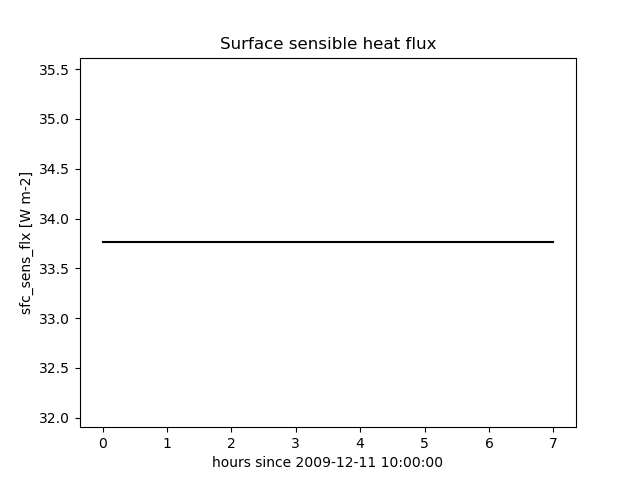 Surface sensible heat flux
35.5
35.0
34.5
34.0
33.5
33.0
32.5
32.0
sfc_sens_flx [W m-2]
0 1 2 3 4 5 6 7
hours since 2009-12-11 10:00:00